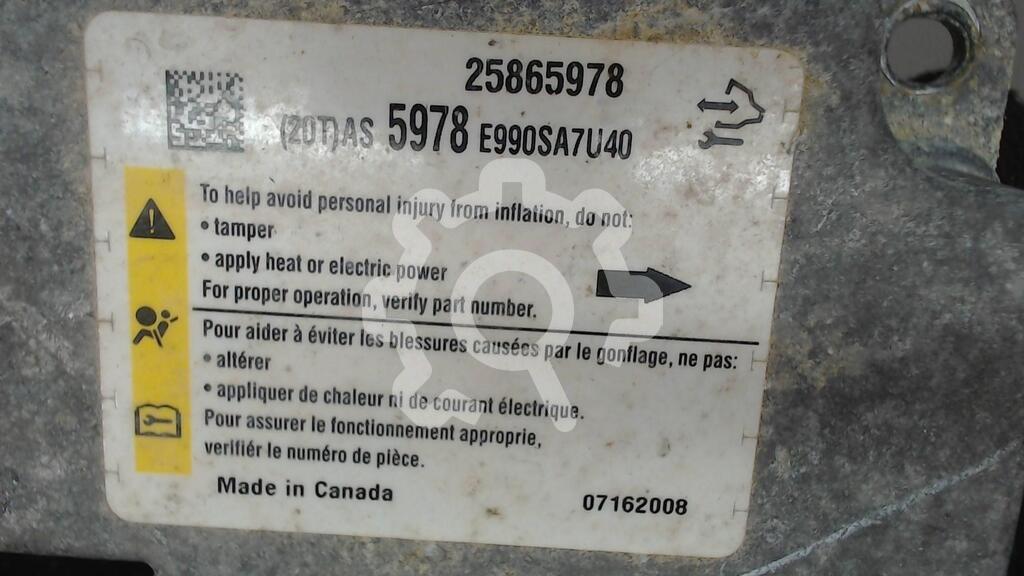 25865978
(20T)AS 5978 E990SA7U40
To help avoid personal injury from inflation, do not:
• tamper
• apply heat or electric power
For proper operation, verify part number.
Pour aider à éviter les blessures causées par le gonflage, ne pas:
• altérer
• appliquer de chaleur ni de courant électrique.
Pour assurer le fonctionnement approprie,
verifiér le numéro de pièce.
Made in Canada
07162008